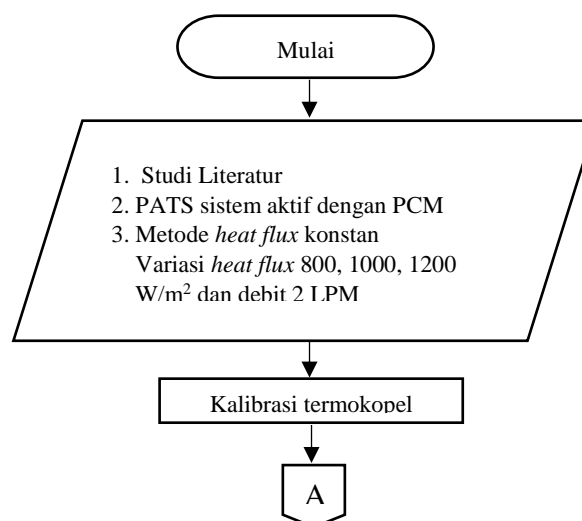 Mulai
1. Studi Literatur
2. PATS sistem aktif dengan PCM
3. Metode heat flux konstan
Variasi heat flux 800, 1000, 1200
W/m² dan debit 2 LPM
Kalibrasi termokopel
A